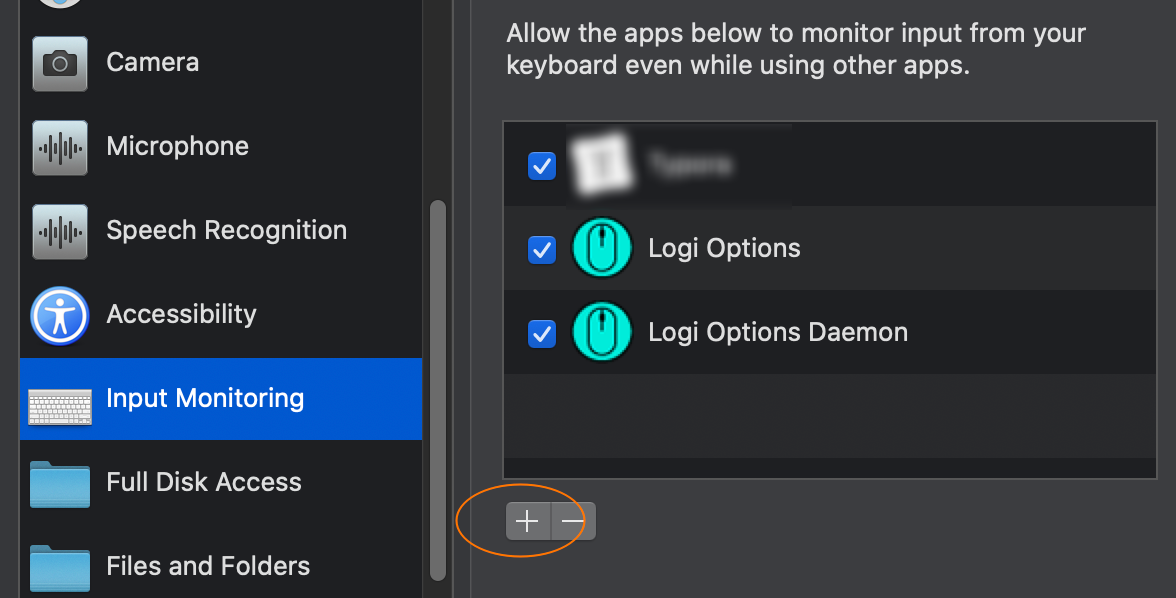 Camera
Microphone
Speech Recognition
Accessibility
Input Monitoring
Full Disk Access
Files and Folders
Allow the apps below to monitor input from your
keyboard even while using other apps.
Logi Options
Logi Options Daemon